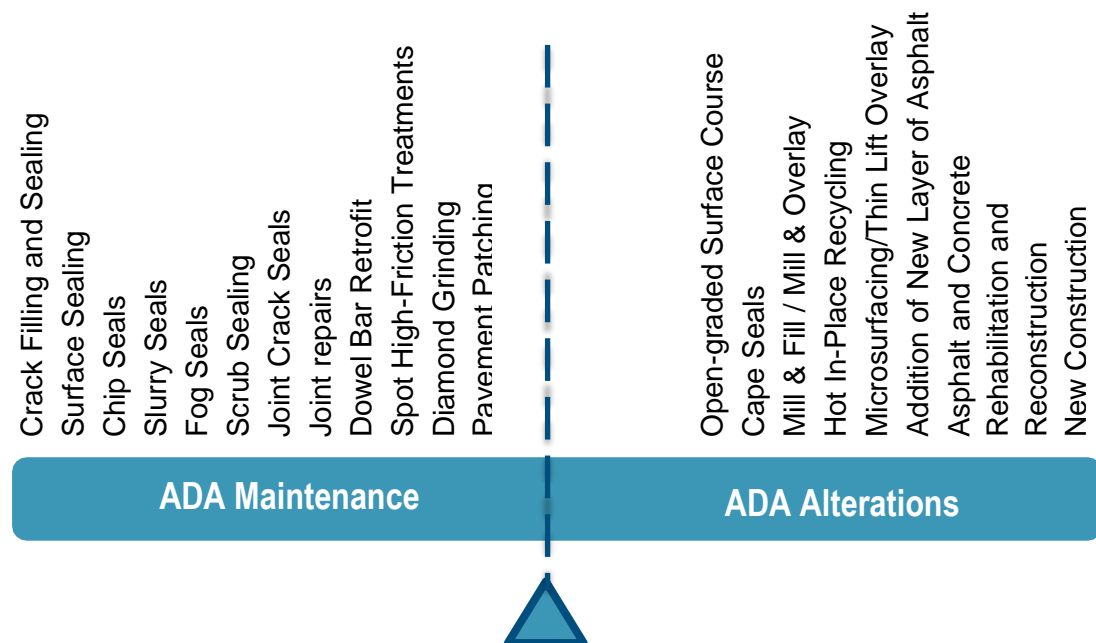 Crack Filling and Sealing
Surface Sealing
Chip Seals
Slurry Seals
Fog Seals
Scrub Sealing
Joint Crack Seals
Joint repairs
Dowel Bar Retrofit
Spot High-Friction Treatments
Diamond Grinding
Pavement Patching
Open-graded Surface Course
Cape Seals
Mill & Fill / Mill & Overlay
Hot In-Place Recycling
Microsurfacing/Thin Lift Overlay
Addition of New Layer of Asphalt
Asphalt and Concrete
Rehabilitation and
Reconstruction
New Construction
ADA Maintenance
ADA Alterations